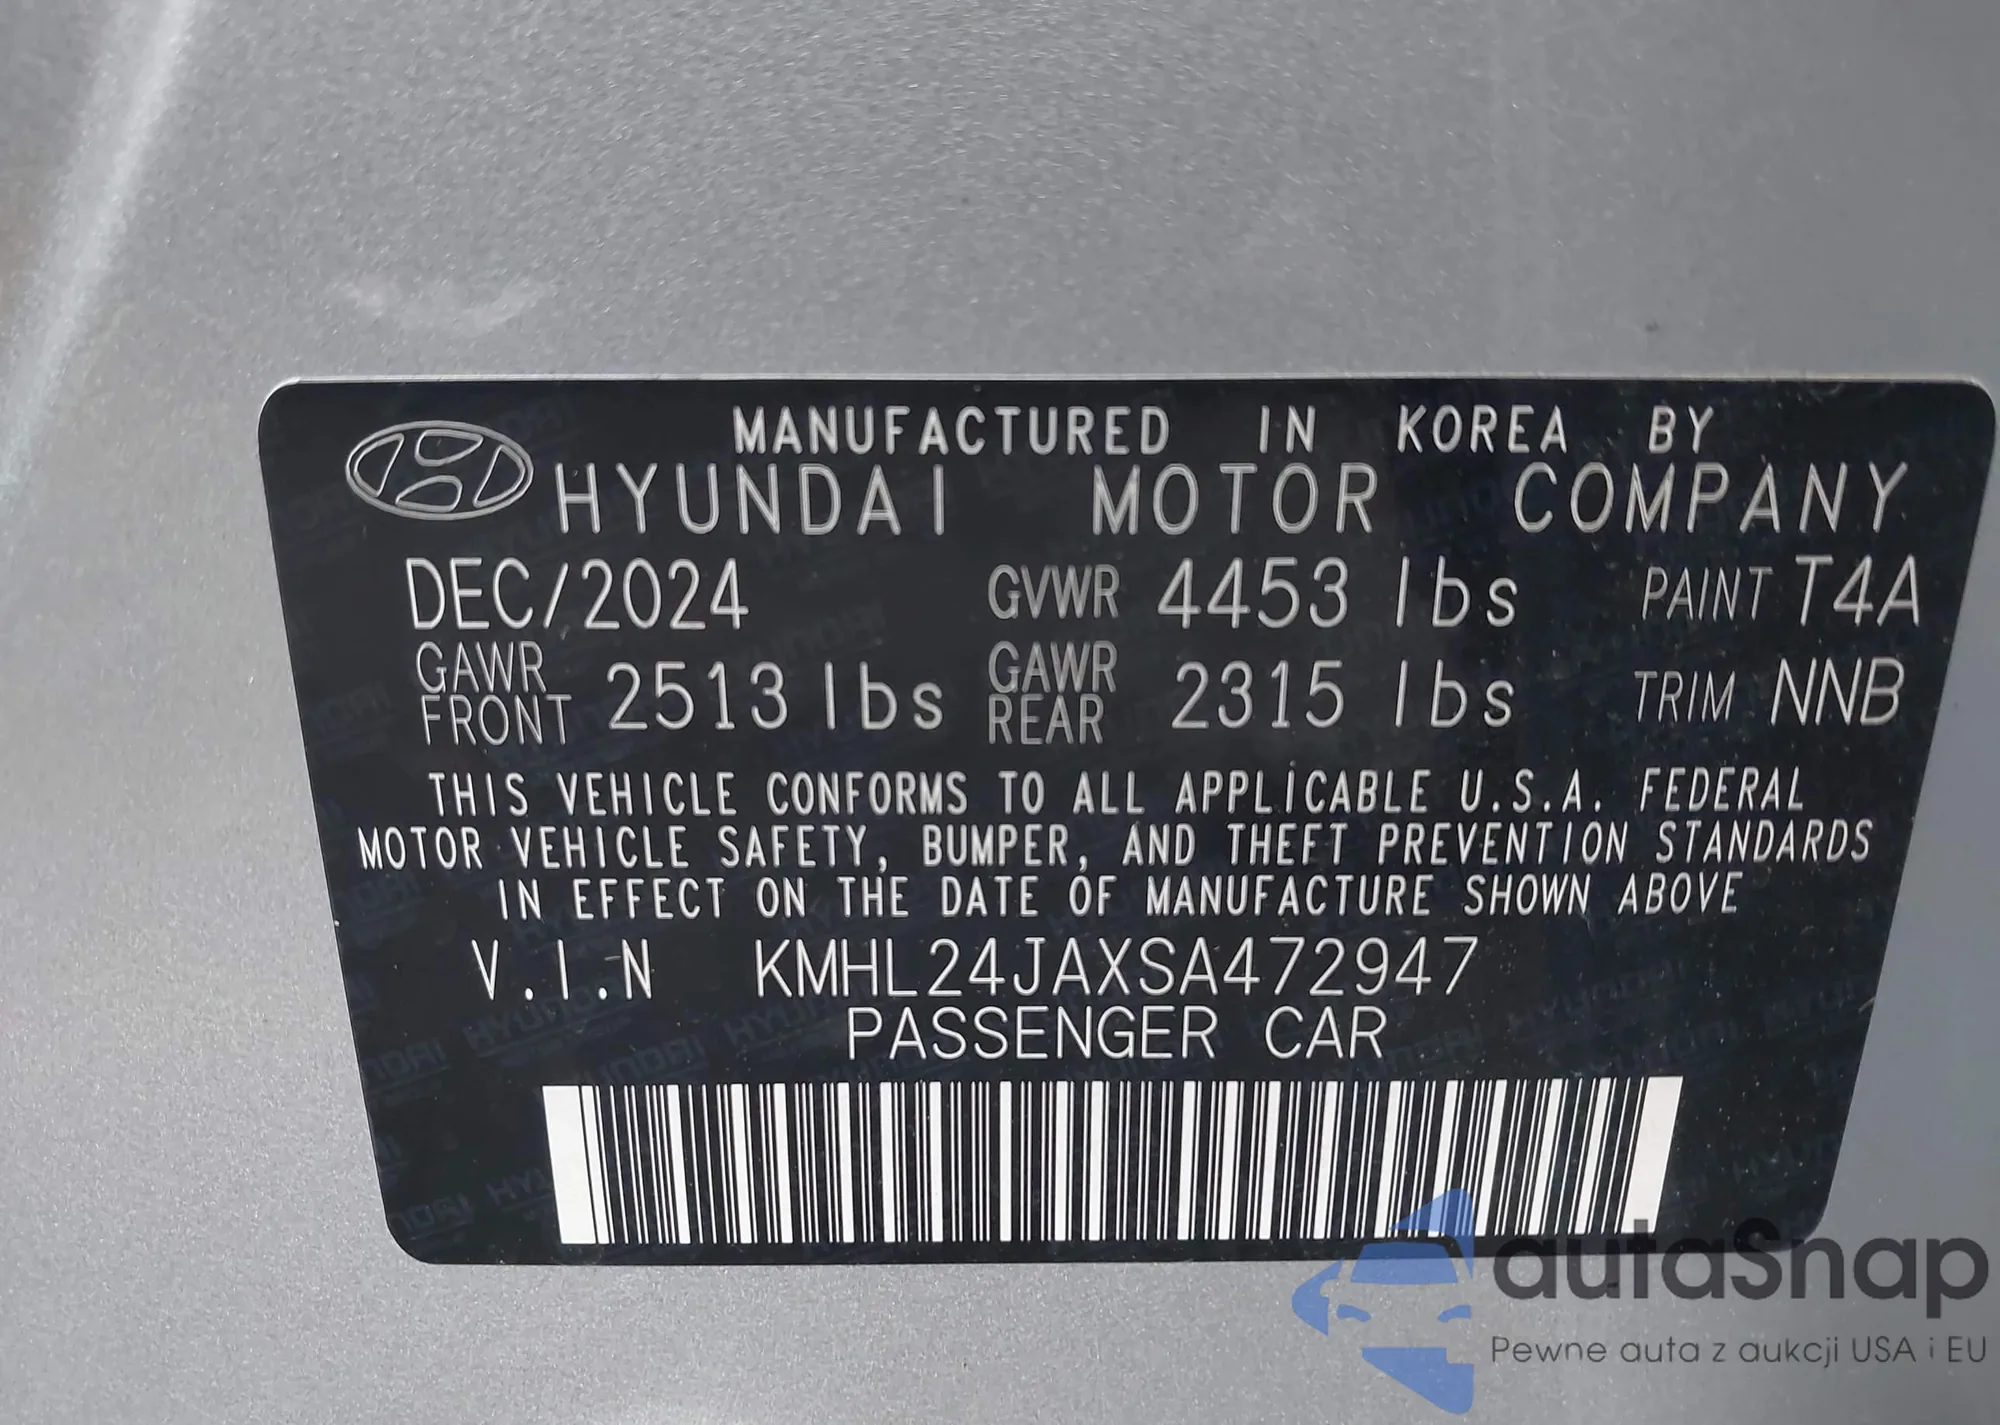 MANUFACTURED IN KOREA BY
HYUNDAI MOTOR COMPANY
DEC/2024 GVWR 4453 lbs PAINT T4A
GAWR FRONT 2513 lbs GAWR REAR 2315 lbs TRIM NNB
THIS VEHICLE CONFORMS TO ALL APPLICABLE U.S.A. FEDERAL
MOTOR VEHICLE SAFETY, BUMPER, AND THEFT PREVENTION STANDARDS
IN EFFECT ON THE DATE OF MANUFACTURE SHOWN ABOVE
V.I.N KMHL24JAXSA472947
PASSENGER CAR
autaSnap
Pewne auta z aukcji USA i EU